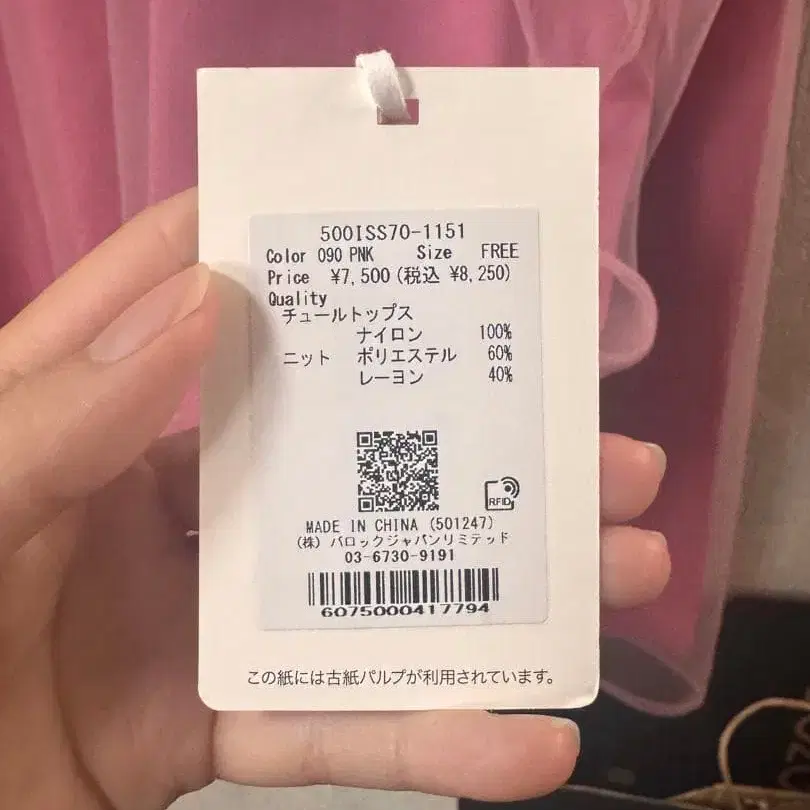 500ISS70-1151
Color 090 PNK Size FREE
Price ¥7,500(税込 ¥8,250)
Quality
チュールトップス
ナイロン 100%
ニット ポリエステル 60%
レーヨン 40%
RFID
MADE IN CHINA (501247)
(株) バロックジャパンリミテッド
03-6730-9191
6075000417794
この紙には古紙パルプが利用されています。